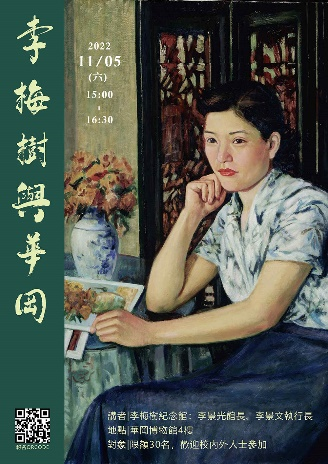 李梅樹與華岡
2022
11/05
(六)
15:00
16:30
講者|李梅樹紀念館：李景光館長、李景文執行長
地點|華岡博物館4樓
對象|限額30名，歡迎校內外人士參加